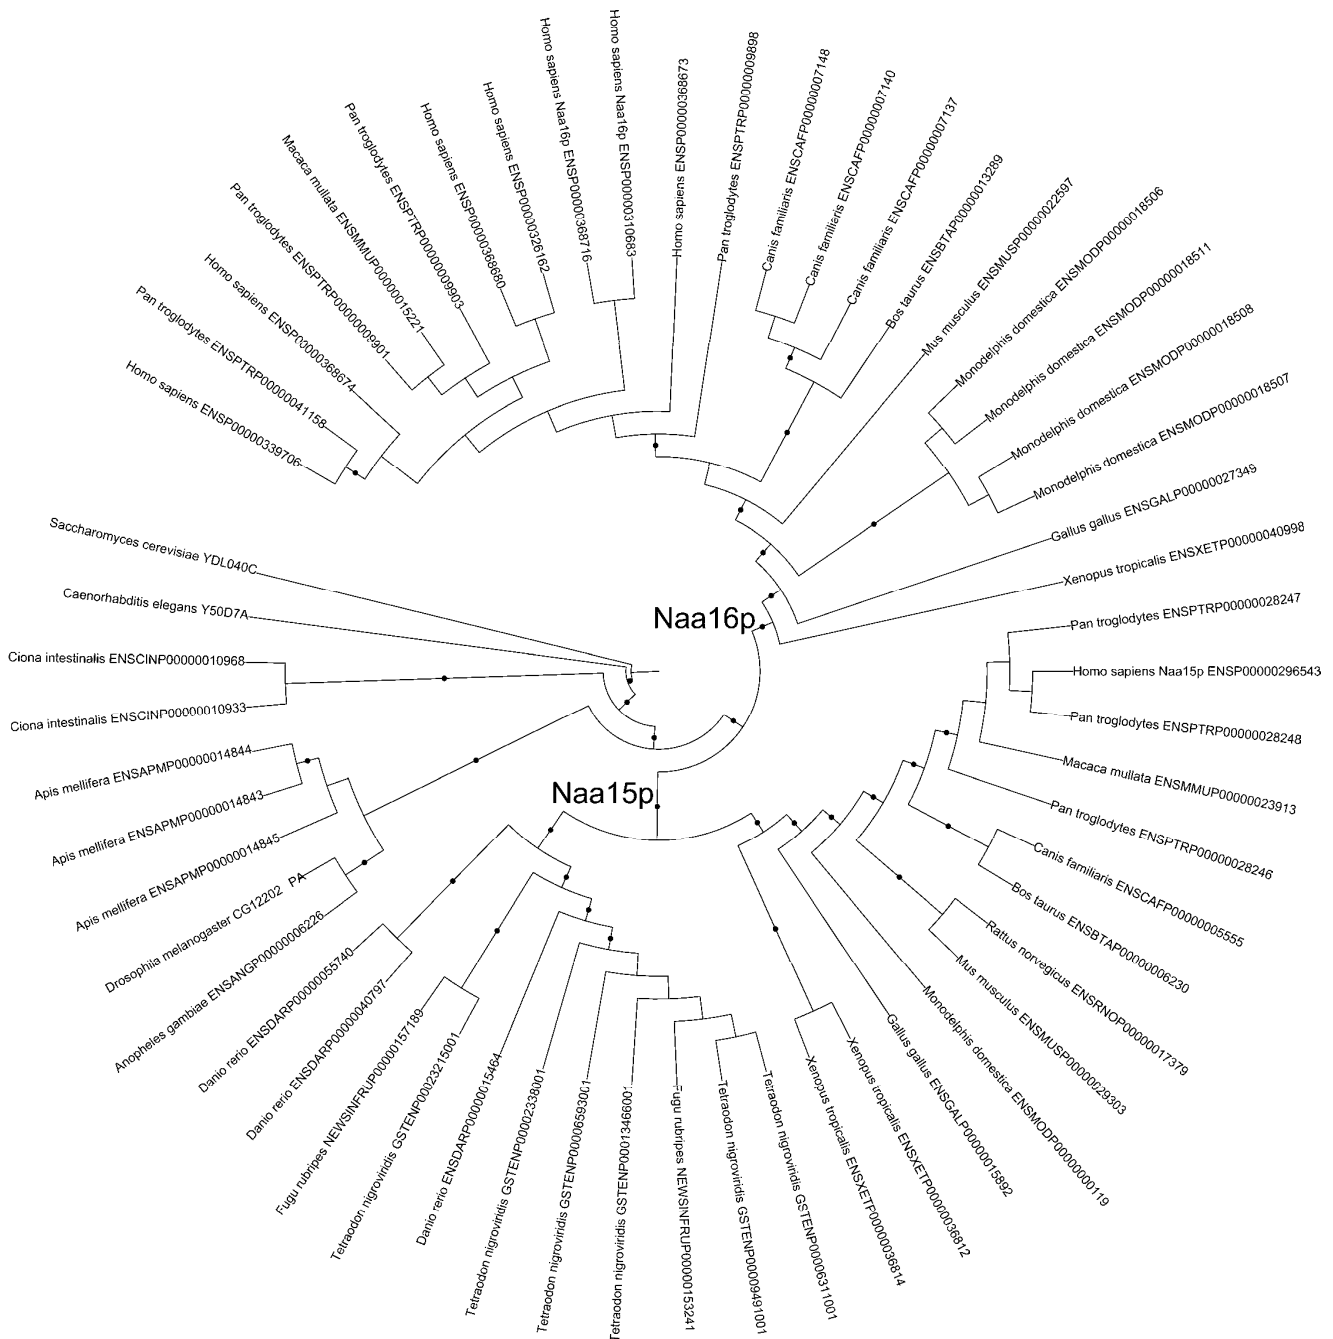 Homo sapiens ENSP00000339706
Pan troglodytes ENSPTRP00000041158
Homo sapiens ENSP00000368674
Pan troglodytes ENSPTRP00000009901
Macaca mullata ENSMMUP00000015221
Pan troglodytes ENSPTRP00000009903
Homo sapiens ENSP00000368680
Homo sapiens ENSP00000326162
Homo sapiens Naa16p ENSP00000368716
Homo sapiens Naa16p ENSP00000310683
Homo sapiens ENSP00000368673
Pan troglodytes ENSPTRP00000009898
Canis familiaris ENSCAFP00000007148
Canis familiaris ENSCAFP00000007140
Canis familiaris ENSCAFP00000007137
Bos taurus ENSBTAP00000013289
Mus musculus ENSMUSP00000022597
Monodelphis domestica ENSMODP00000018506
Monodelphis domestica ENSMODP00000018511
Monodelphis domestica ENSMODP00000018508
Monodelphis domestica ENSMODP00000018507
Gallus gallus ENSGALP00000027349
Xenopus tropicalis ENSXETP00000040998
Pan troglodytes ENSPTRP00000028247
Homo sapiens Naa15p ENSP00000296543
Pan troglodytes ENSPTRP00000028248
Macaca mullata ENSMMUP00000023913
Pan troglodytes ENSPTRP00000028246
Canis familiaris ENSCAFP00000005555
Bos taurus ENSBTAP00000006230
Rattus norvegicus ENSRNOP00000017379
Mus musculus ENSMUSP00000029303
Monodelphis domestica ENSMODP00000000119
Gallus gallus ENSGALP00000015892
Xenopus tropicalis ENSXETP00000036812
Xenopus tropicalis ENSXETP00000036814
Tetraodon nigroviridis GSTENP00006311001
Tetraodon nigroviridis GSTENP00009491001
Fugu rubripes NEWSINFRUP00000153241
Tetraodon nigroviridis GSTENP00013466001
Tetraodon nigroviridis GSTENP00006593001
Tetraodon nigroviridis GSTENP00002338001
Danio rerio ENSDARP00000015464
Tetraodon nigroviridis GSTENP00023215001
Fugu rubripes NEWSINFRUP00000157189
Danio rerio ENSDARP00000040797
Danio rerio ENSDARP00000055740
Anopheles gambiae ENSANGP00000006226
Drosophila melanogaster CG12202 PA
Apis mellifera ENSAPMP00000014845
Apis mellifera ENSAPMP00000014843
Apis mellifera ENSAPMP00000014844
Ciona intestinalis ENSCINP00000010933
Ciona intestinalis ENSCINP00000010968
Caenorhabditis elegans Y50D7A
Saccharomyces cerevisiae YDL040C
Naa16p
Naa15p